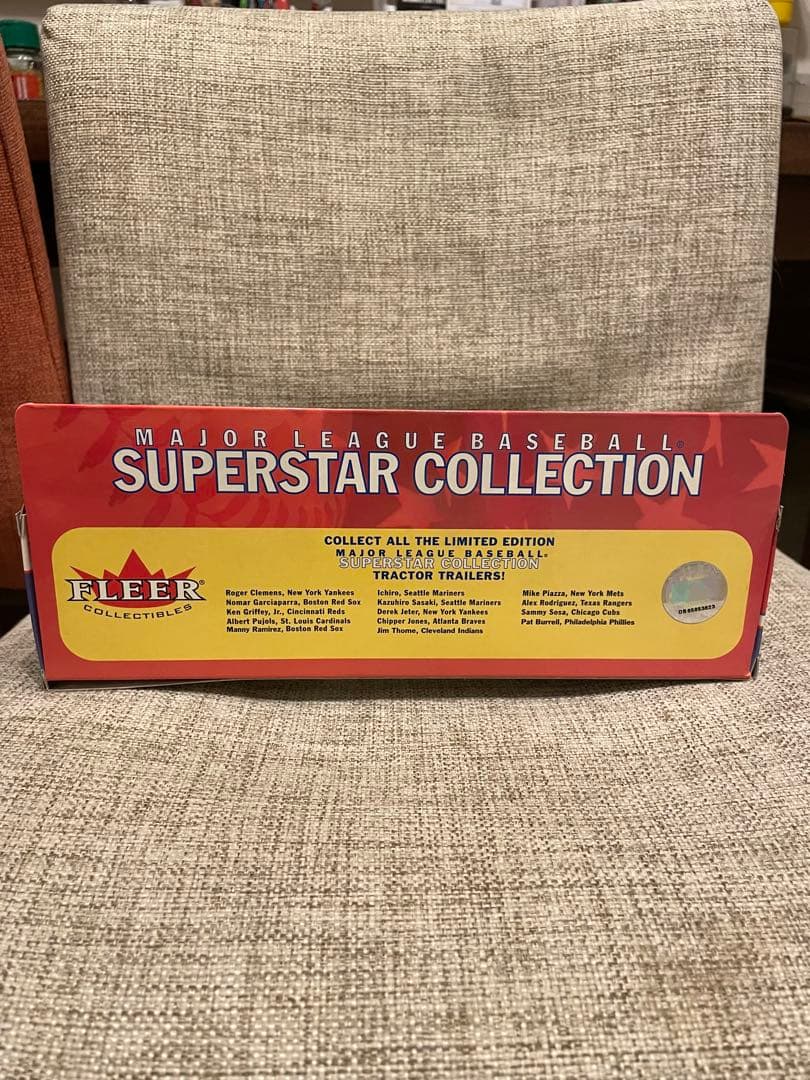 MAJOR LEAGUE BASEBALL®
SUPERSTAR COLLECTION
COLLECT ALL THE LIMITED EDITION
MAJOR LEAGUE BASEBALL®
SUPERSTAR COLLECTION
TRACTOR TRAILERS!
FLEER®
COLLECTIBLES
Roger Clemens, New York Yankees
Nomar Garciaparra, Boston Red Sox
Ken Griffey, Jr., Cincinnati Reds
Albert Pujols, St. Louis Cardinals
Manny Ramirez, Boston Red Sox
Ichiro, Seattle Mariners
Kazuhiro Sasaki, Seattle Mariners
Derek Jeter, New York Yankees
Chipper Jones, Atlanta Braves
Jim Thome, Cleveland Indians
Mike Piazza, New York Mets
Alex Rodriguez, Texas Rangers
Sammy Sosa, Chicago Cubs
Pat Burrell, Philadelphia Phillies